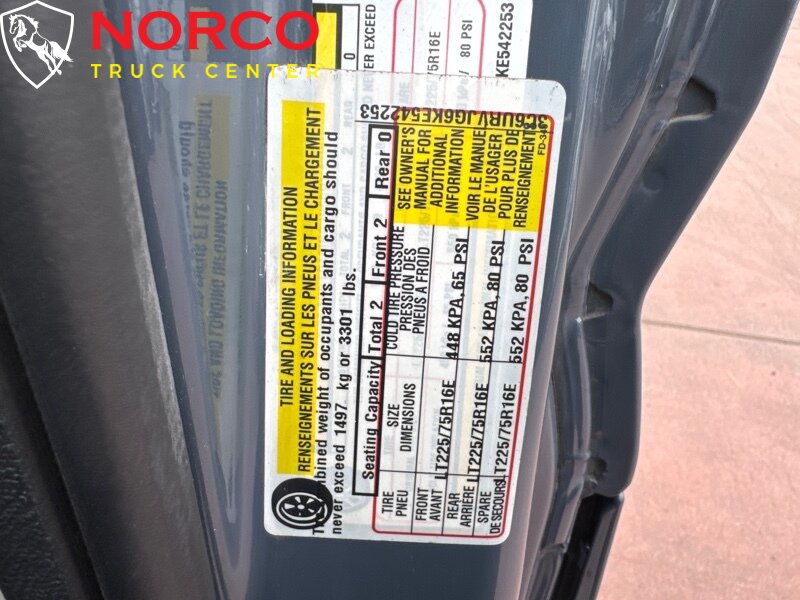 NORCO
TRUCK CENTER
TIRE AND LOADING INFORMATION
RENSEIGNEMENTS SUR LES PNEUS ET LE CHARGEMENT
combined weight of occupants and cargo should
never exceed 1497 kg or 3301 lbs.
Seating Capacity Total 2 Front 2 Rear 0
TIRE SIZE COLD TIRE PRESSURE
PNEU DIMENSIONS PRESSION DES
PNEUS À FROID
FRONT
AVANT LT225/75R16E 448 KPA, 65 PSI
REAR
ARRIÈRE LT225/75R16E 552 KPA, 80 PSI
SPARE
DE SECOURS LT225/75R16E 552 KPA, 80 PSI
SEE OWNER'S
MANUAL FOR
ADDITIONAL
INFORMATION
VOIR LE MANUEL
DE L'USAGER
POUR PLUS DE
RENSEIGNEMENTS
KE542253
80 PSI